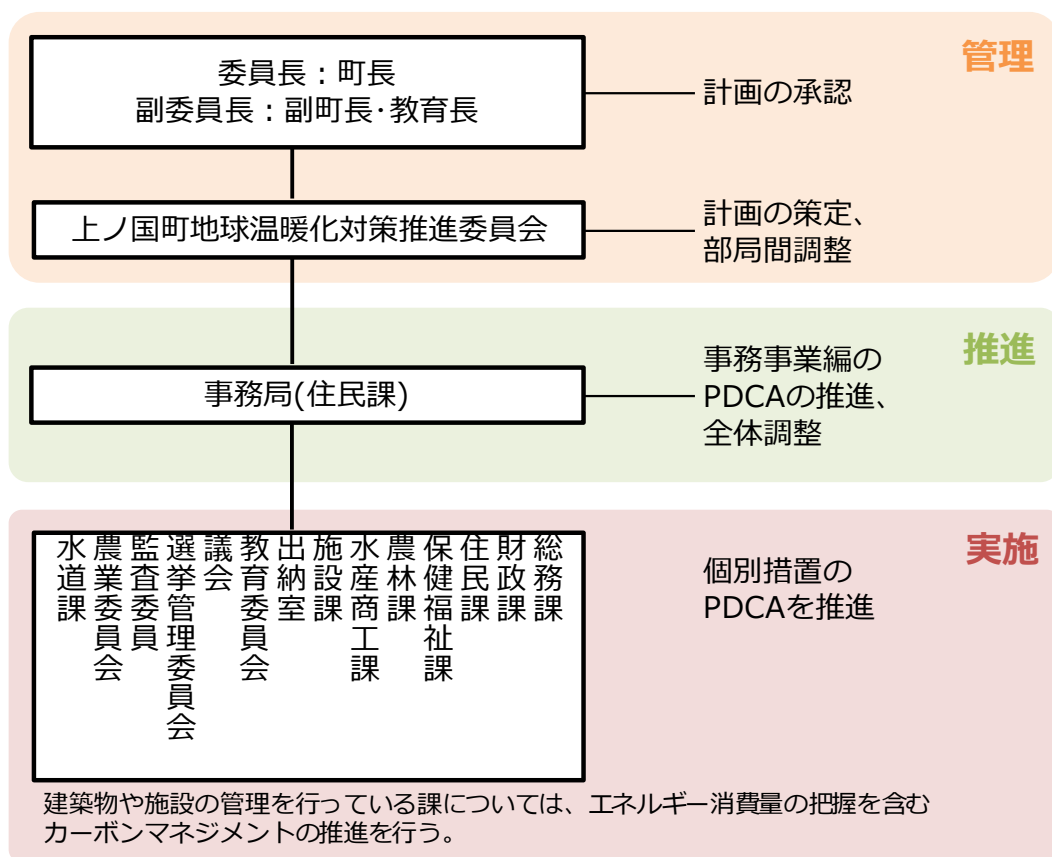 管理
委員長：町長
副委員長：副町長･教育長
計画の承認
上ノ国町地球温暖化対策推進委員会
計画の策定、
部局間調整
推進
事務局(住民課)
事務事業編の
PDCAの推進、
全体調整
実施
総務課
財政課
住民課
保健福祉課
農林課
水産商工課
施設課
出納室
教育委員会
議会
選挙管理委員会
監査委員
農業委員会
水道課
個別措置の
PDCAを推進
建築物や施設の管理を行っている課については、エネルギー消費量の把握を含む
カーボンマネジメントの推進を行う。